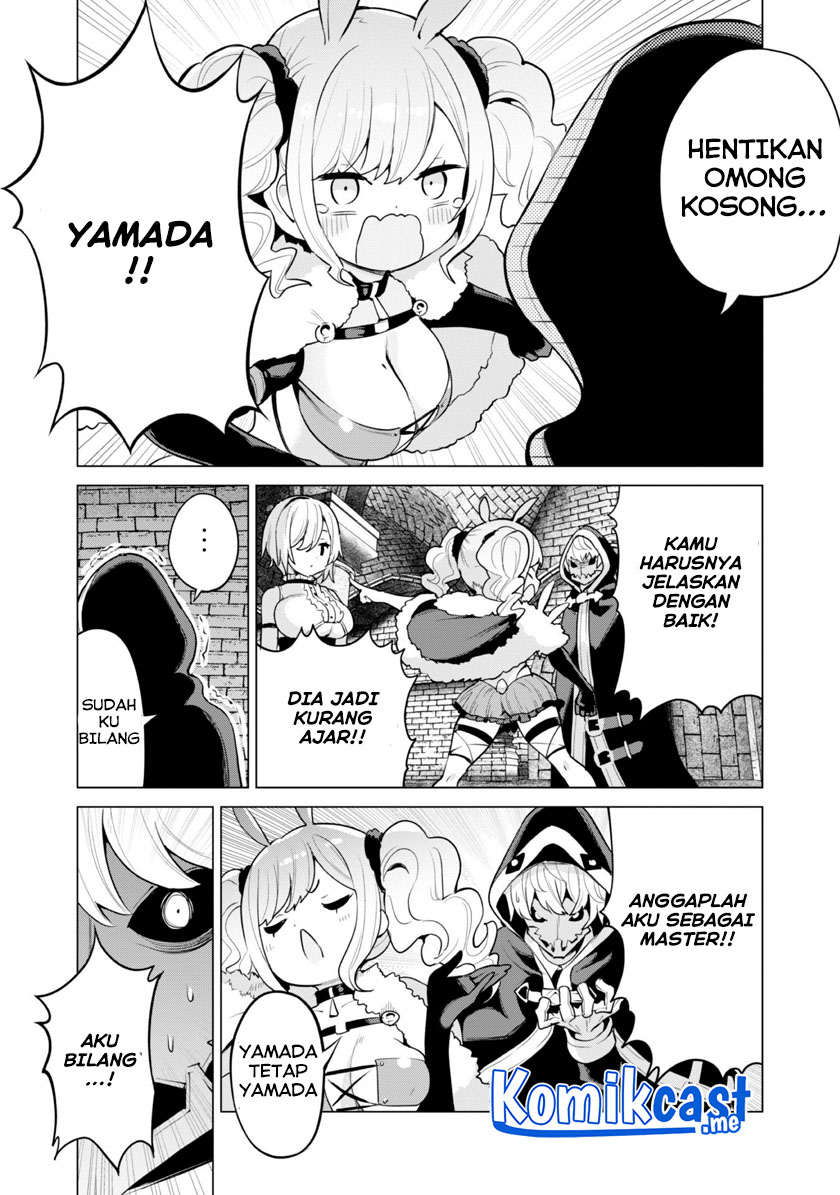 HENTIKAN
OMONG
KOSONG...
YAMADA
!!
KAMU
HARUSNYA
JELASKAN
DENGAN
BAIK!
DIA JADI
KURANG
AJAR!!
...
SUDAH
KU
BILANG
ANGGAPLAH
AKU SEBAGAI
MASTER!!
YAMADA
TETAP
YAMADA
AKU
BILANG
...!
Komikcast
.me